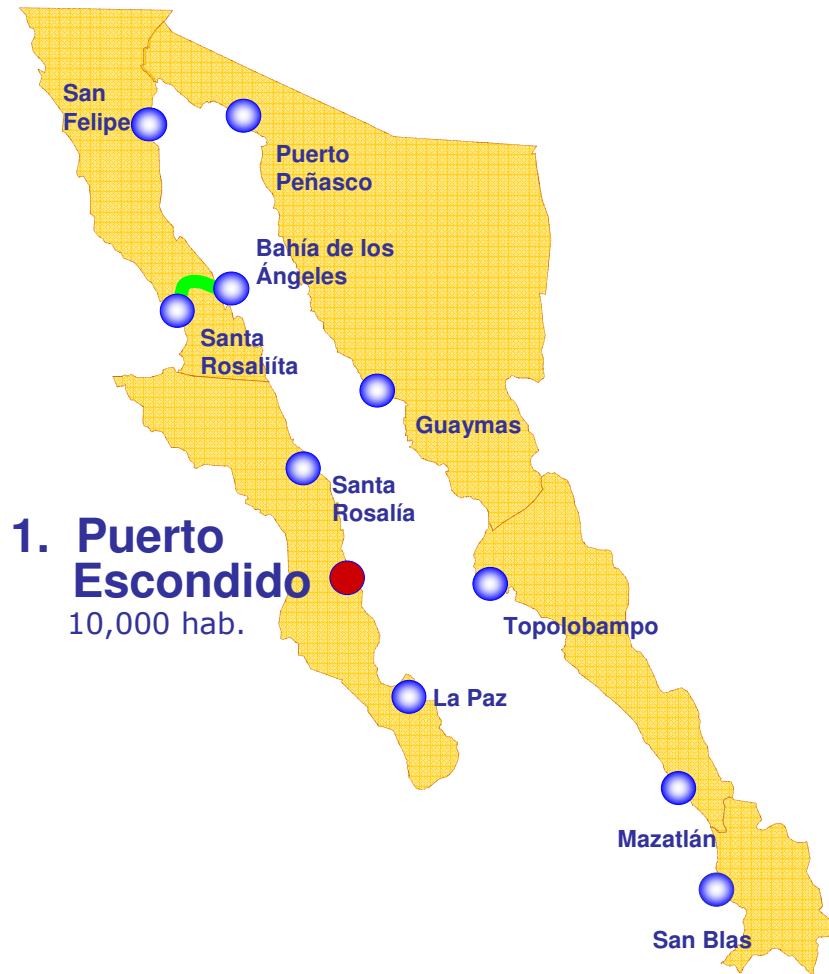 San
Felipe
Puerto
Peñasco
Bahía de los
Ángeles
Santa
Rosaliíta
Guaymas
Santa
Rosalía
1. Puerto
Escondido
10,000 hab.
Topolobampo
La Paz
Mazatlán
San Blas